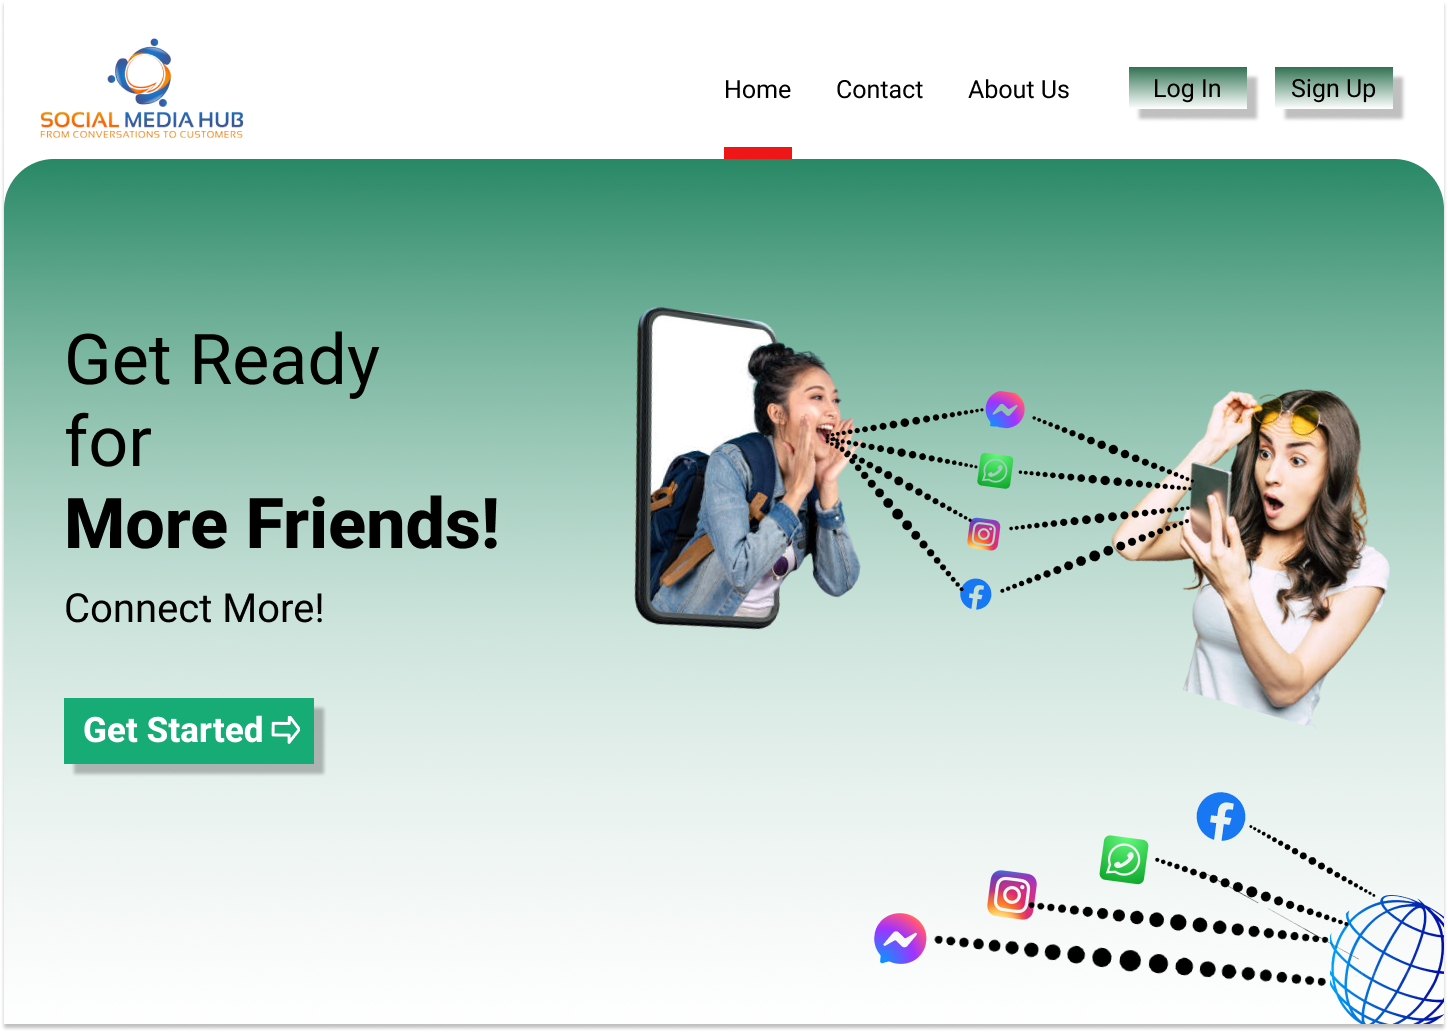 SOCIAL MEDIA HUB
FROM CONVERSATIONS TO CUSTOMERS
Home Contact About Us Log In Sign Up
Get Ready
for
More Friends!
Connect More!
Get Started